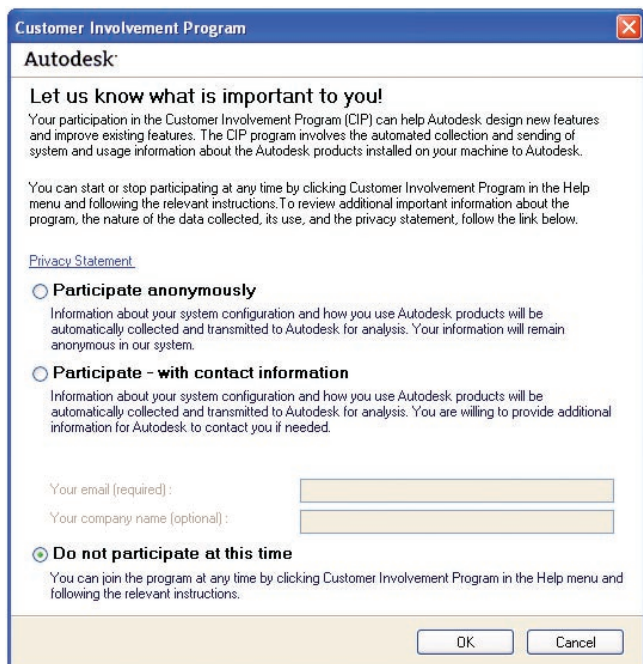 Customer Involvement Program
Autodesk
Let us know what is important to you!
Your participation in the Customer Involvement Program (CIP) can help Autodesk design new features
and improve existing features. The CIP program involves the automated collection and sending of
system and usage information about the Autodesk products installed on your machine to Autodesk.
You can start or stop participating at any time by clicking Customer Involvement Program in the Help
menu and following the relevant instructions.To review additional important information about the
program, the nature of the data collected, its use, and the privacy statement, follow the link below.
Privacy Statement
Participate anonymously
Information about your system configuration and how you use Autodesk products will be
automatically collected and transmitted to Autodesk for analysis. Your information will remain
anonymous in our system.
Participate - with contact information
Information about your system configuration and how you use Autodesk products will be
automatically collected and transmitted to Autodesk for analysis. You are willing to provide additional
information for Autodesk to contact you if needed.
Your email (required) :
Your company name (optional) :
Do not participate at this time
You can join the program at any time by clicking Customer Involvement Program in the Help menu and
following the relevant instructions.
OK Cancel